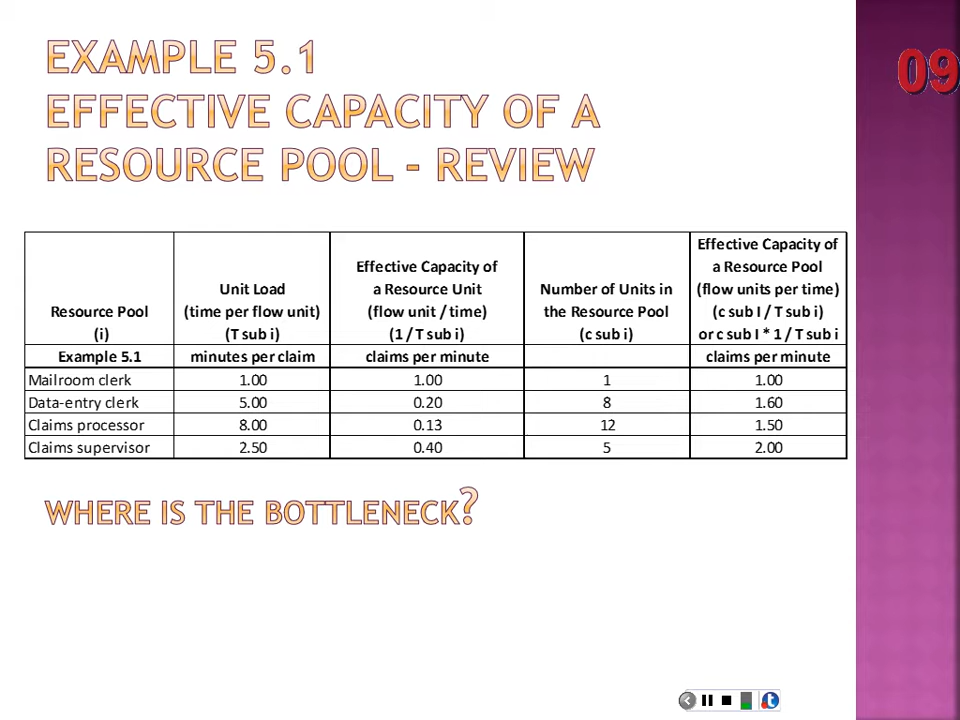 EXAMPLE 5.1
EFFECTIVE CAPACITY OF A
RESOURCE POOL - REVIEW
09
Resource Pool
(i)
Unit Load
(time per flow unit)
(T sub i)
Effective Capacity of
a Resource Unit
(flow unit / time)
(1 / T sub i)
Number of Units in
the Resource Pool
(c sub i)
Effective Capacity of
a Resource Pool
(flow units per time)
(c sub I / T sub i)
or c sub I * 1 / T sub i
Example 5.1 minutes per claim claims per minute claims per minute
Mailroom clerk 1.00 1.00 1 1.00
Data-entry clerk 5.00 0.20 8 1.60
Claims processor 8.00 0.13 12 1.50
Claims supervisor 2.50 0.40 5 2.00
WHERE IS THE BOTTLENECK?
t